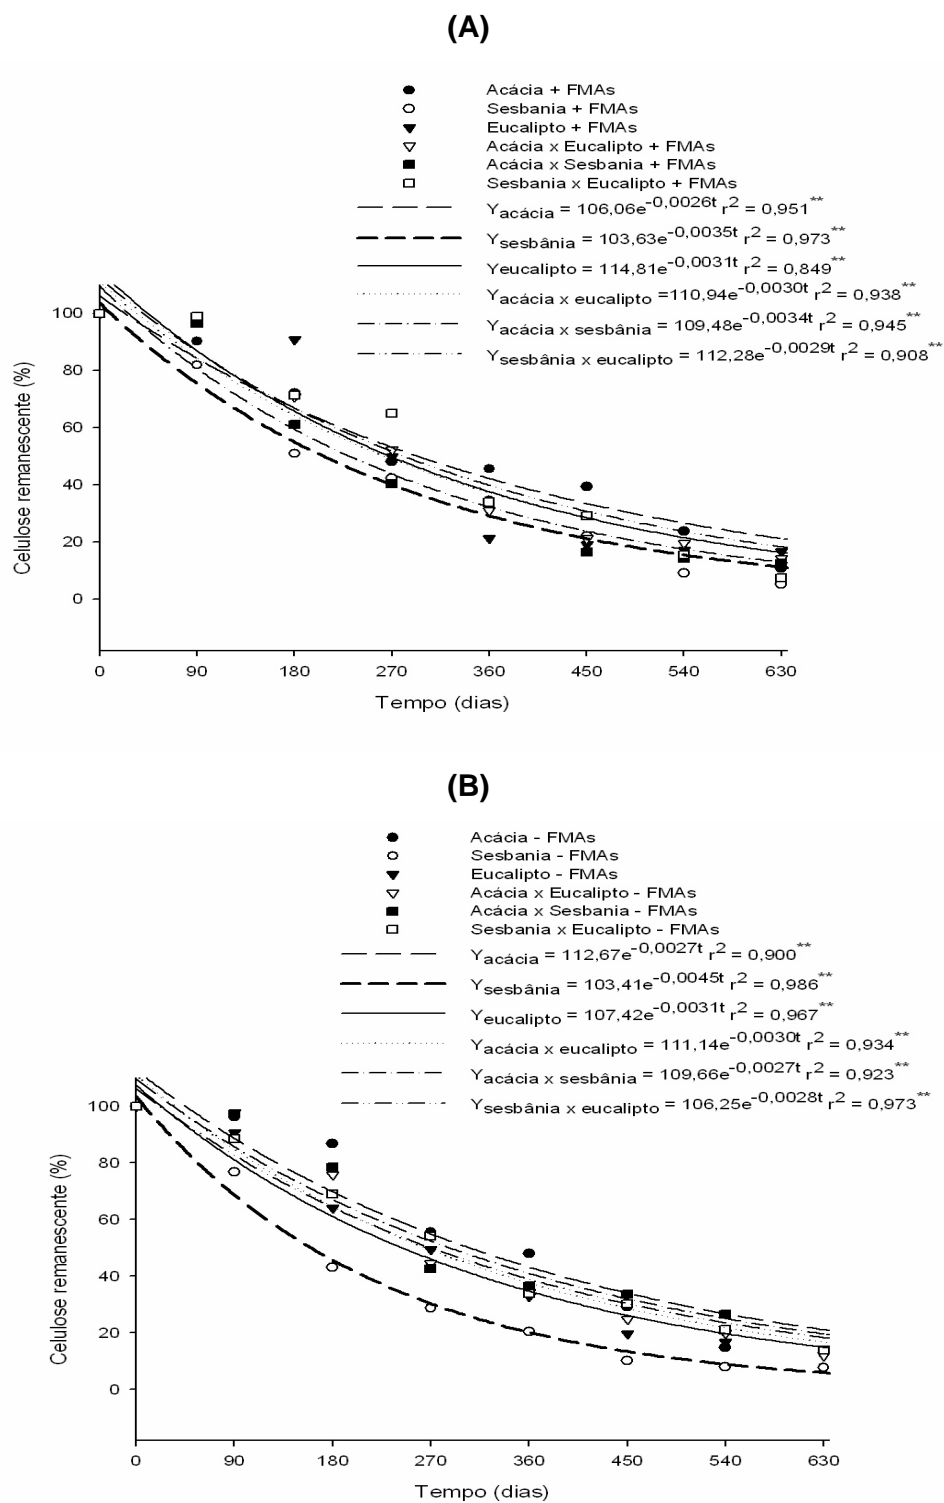 (A)
Acácia + FMAs
Sesbania + FMAs
Eucalipto + FMAs
Acácia x Eucalipto + FMAs
Acácia x Sesbania + FMAs
Sesbania x Eucalipto + FMAs
Yacácia = 106,06e-0,0026t r2 = 0,951**
Ysesbânia = 103,63e-0,0035t r2 = 0,973**
Yeucalipto = 114,81e-0,0031t r2 = 0,849**
Yacácia x eucalipto =110,94e-0,0030t r2 = 0,938**
Yacácia x sesbânia = 109,48e-0,0034t r2 = 0,945**
Ysesbânia x eucalipto = 112,28e-0,0029t r2 = 0,908**
Celulose remanescente (%)
100
80
60
40
20
0
0 90 180 270 360 450 540 630
Tempo (dias)
(B)
Acácia - FMAs
Sesbania - FMAs
Eucalipto - FMAs
Acácia x Eucalipto - FMAs
Acácia x Sesbania - FMAs
Sesbania x Eucalipto - FMAs
Yacácia = 112,67e-0,0027t r2 = 0,900**
Ysesbânia = 103,41e-0,0045t r2 = 0,986**
Yeucalipto = 107,42e-0,0031t r2 = 0,967**
Yacácia x eucalipto = 111,14e-0,0030t r2 = 0,934**
Yacácia x sesbânia = 109,66e-0,0027t r2 = 0,923**
Ysesbânia x eucalipto = 106,25e-0,0028t r2 = 0,973**
Celulose remanescente (%)
100
80
60
40
20
0
0 90 180 270 360 450 540 630
Tempo (dias)